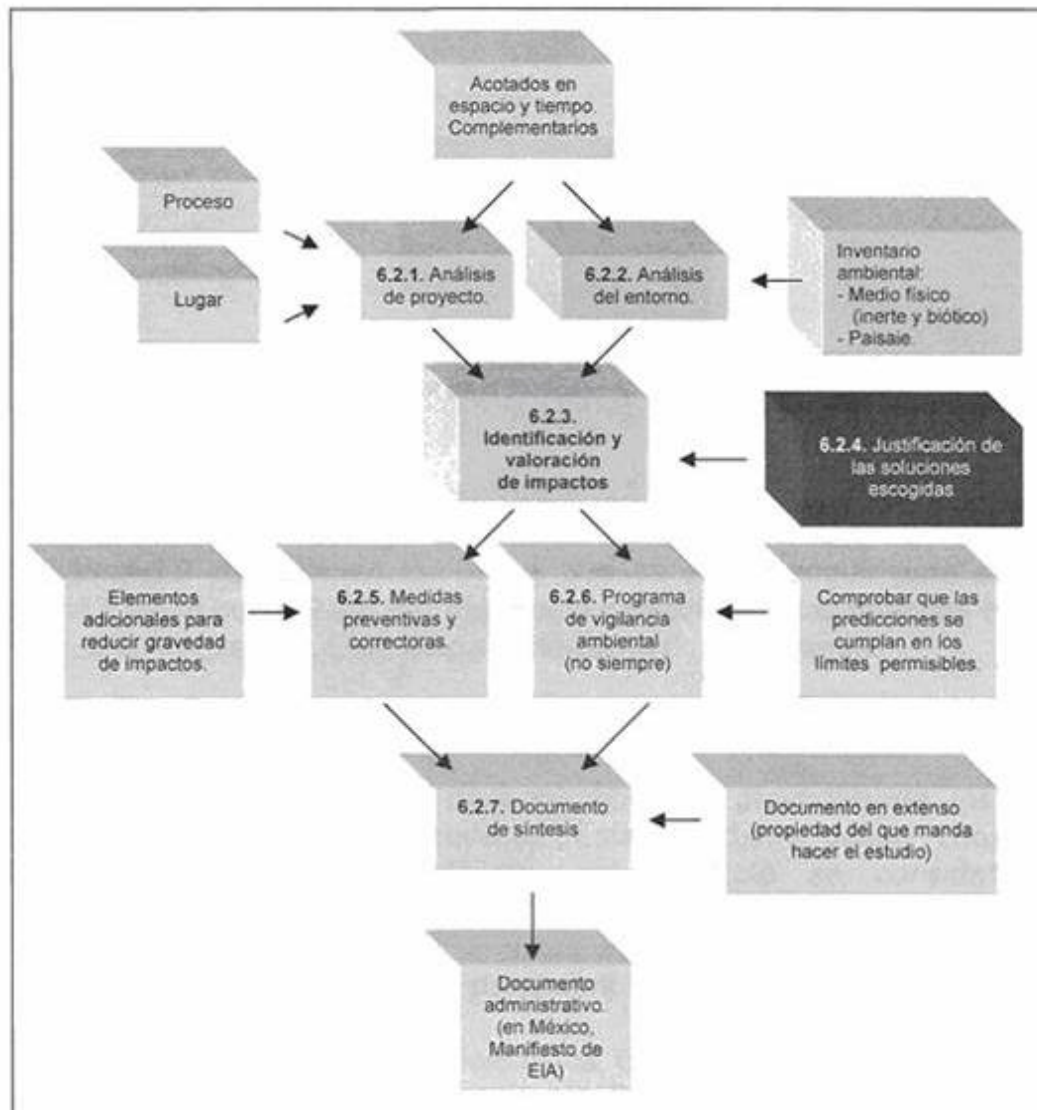 Acotados en
espacio y tiempo.
Complementarios
Proceso
Lugar
6.2.1. Análisis
de proyecto.
6.2.2. Análisis
del entorno.
Inventario
ambiental:
- Medio físico
(inerte y biótico)
- Paisaie.
6.2.3.
Identificación y
valoración
de impactos
6.2.4. Justificación de
las soluciones
escogidas
Elementos
adicionales para
reducir gravedad
de impactos.
6.2.5. Medidas
preventivas y
correctoras.
6.2.6. Programa
de vigilancia
ambiental
(no siempre)
Comprobar que las
predicciones se
cumplan en los
límites permisibles.
6.2.7. Documento
de síntesis
Documento en extenso
(propiedad del que manda
hacer el estudio)
Documento
administrativo.
(en México,
Manifiesto de
EIA)